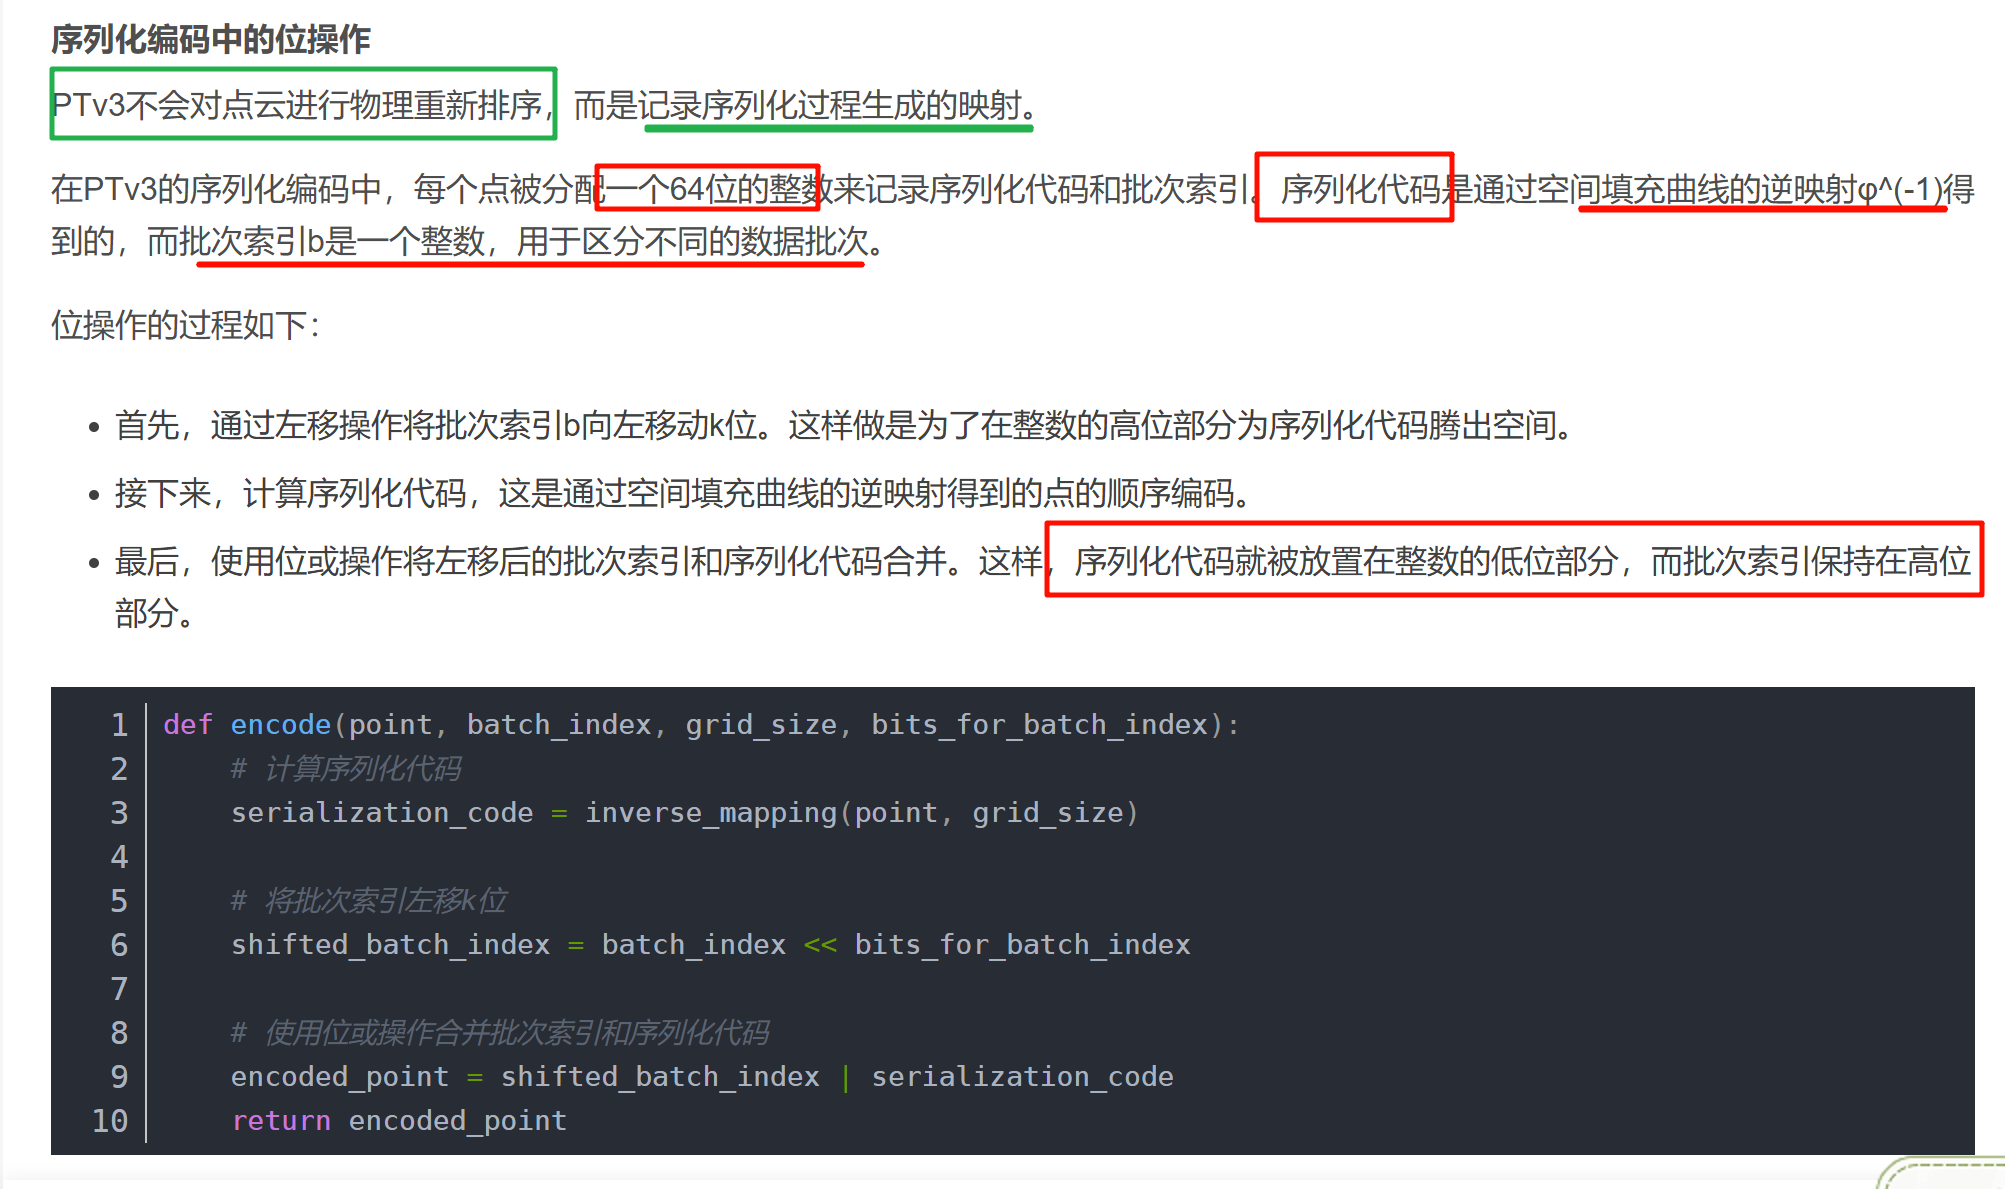 序列化编码中的位操作
PTv3不会对点云进行物理重新排序，而是记录序列化过程生成的映射。
在PTv3的序列化编码中，每个点被分配一个64位的整数来记录序列化代码和批次索引。序列化代码是通过空间填充曲线的逆映射φ^(-1)得
到的，而批次索引b是一个整数，用于区分不同的数据批次。
位操作的过程如下：
• 首先，通过左移操作将批次索引b向左移动k位。这样做是为了在整数的高位部分为序列化代码腾出空间。
• 接下来，计算序列化代码，这是通过空间填充曲线的逆映射得到的点的顺序编码。
• 最后，使用位或操作将左移后的批次索引和序列化代码合并。这样，序列化代码就被放置在整数的低位部分，而批次索引保持在高位
部分。
1 def encode(point, batch_index, grid_size, bits_for_batch_index):
2     # 计算序列化代码
3     serialization_code = inverse_mapping(point, grid_size)
4
5     # 将批次索引左移k位
6     shifted_batch_index = batch_index << bits_for_batch_index
7
8     # 使用位或操作合并批次索引和序列化代码
9     encoded_point = shifted_batch_index | serialization_code
10     return encoded_point